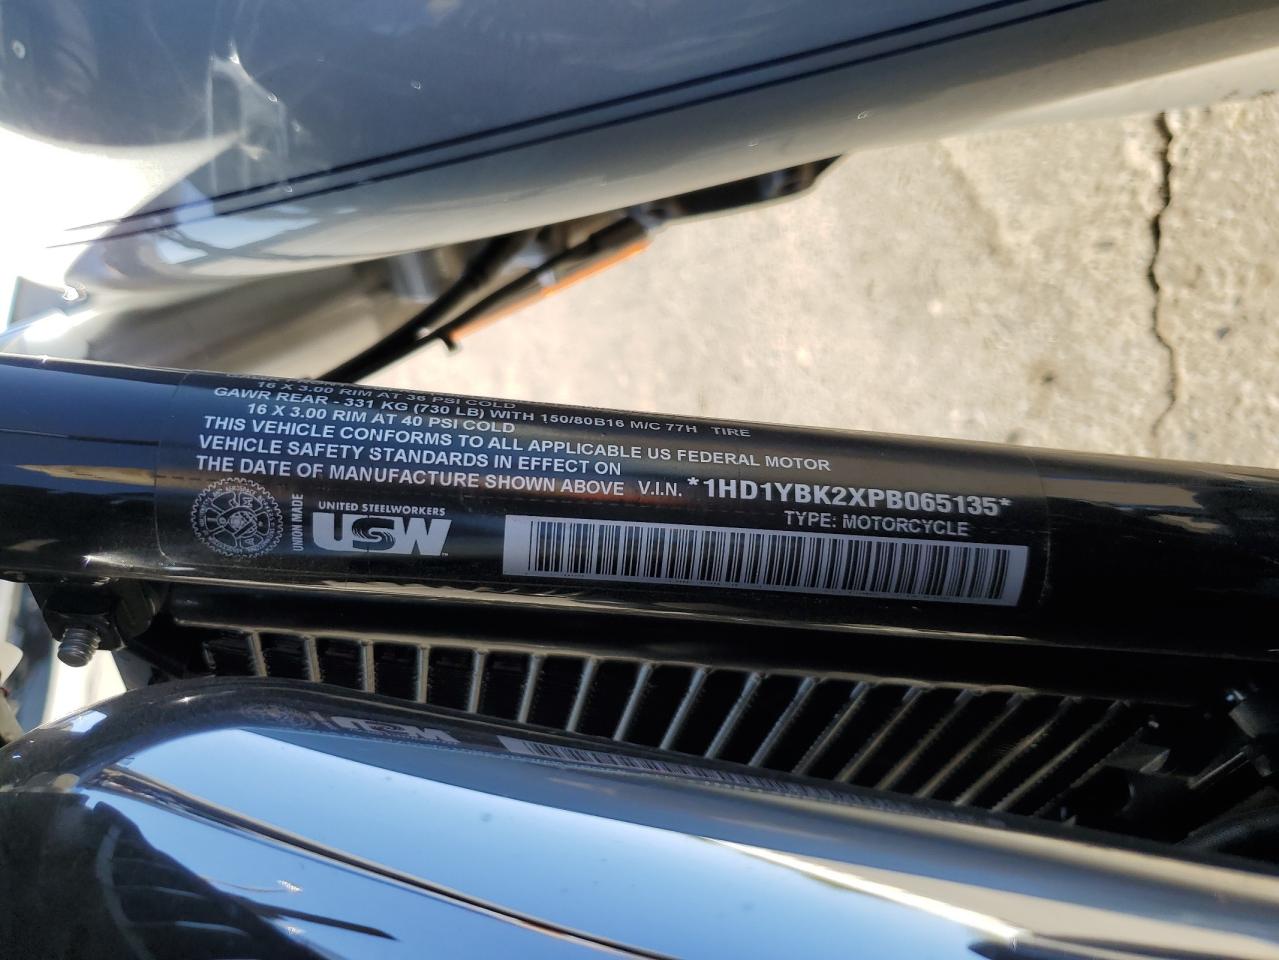 16 X 3.00 RIM AT 36 PSI COLD
GAWR REAR - 331 KG (730 LB) WITH 150/80B16 M/C 77H TIRE
16 X 3.00 RIM AT 40 PSI COLD
THIS VEHICLE CONFORMS TO ALL APPLICABLE US FEDERAL MOTOR
VEHICLE SAFETY STANDARDS IN EFFECT ON
THE DATE OF MANUFACTURE SHOWN ABOVE V.I.N. *1HD1YBK2XPB065135*
TYPE: MOTORCYCLE
UNION MADE
UNITED STEELWORKERS
USW